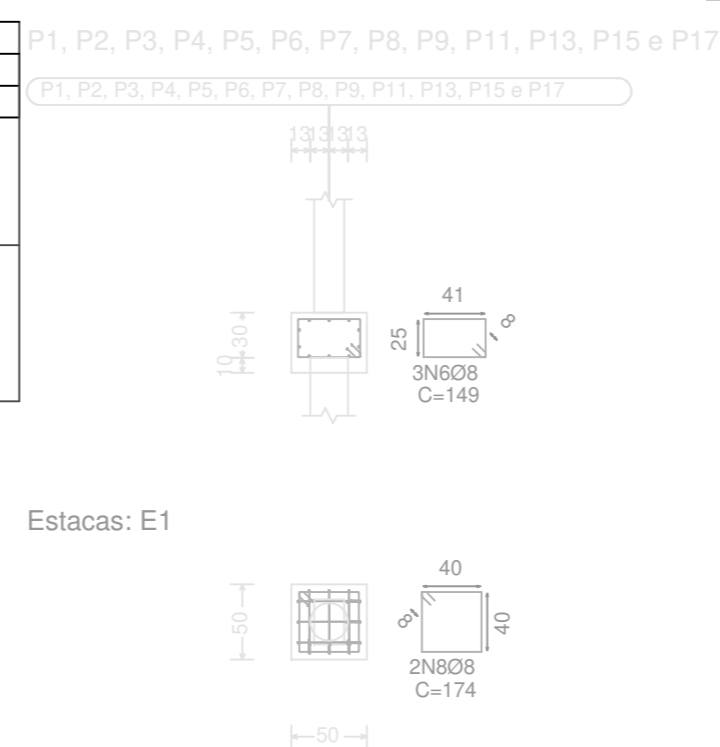 P1, P2, P3, P4, P5, P6, P7, P8, P9, P11, P13, P15 e P17
P1, P2, P3, P4, P5, P6, P7, P8, P9, P11, P13, P15 e P17
13 13 13 13
41
30
10
25
8
3N6Ø8
C=149
Estacas: E1
40
50
8
40
2N8Ø8
C=174
50